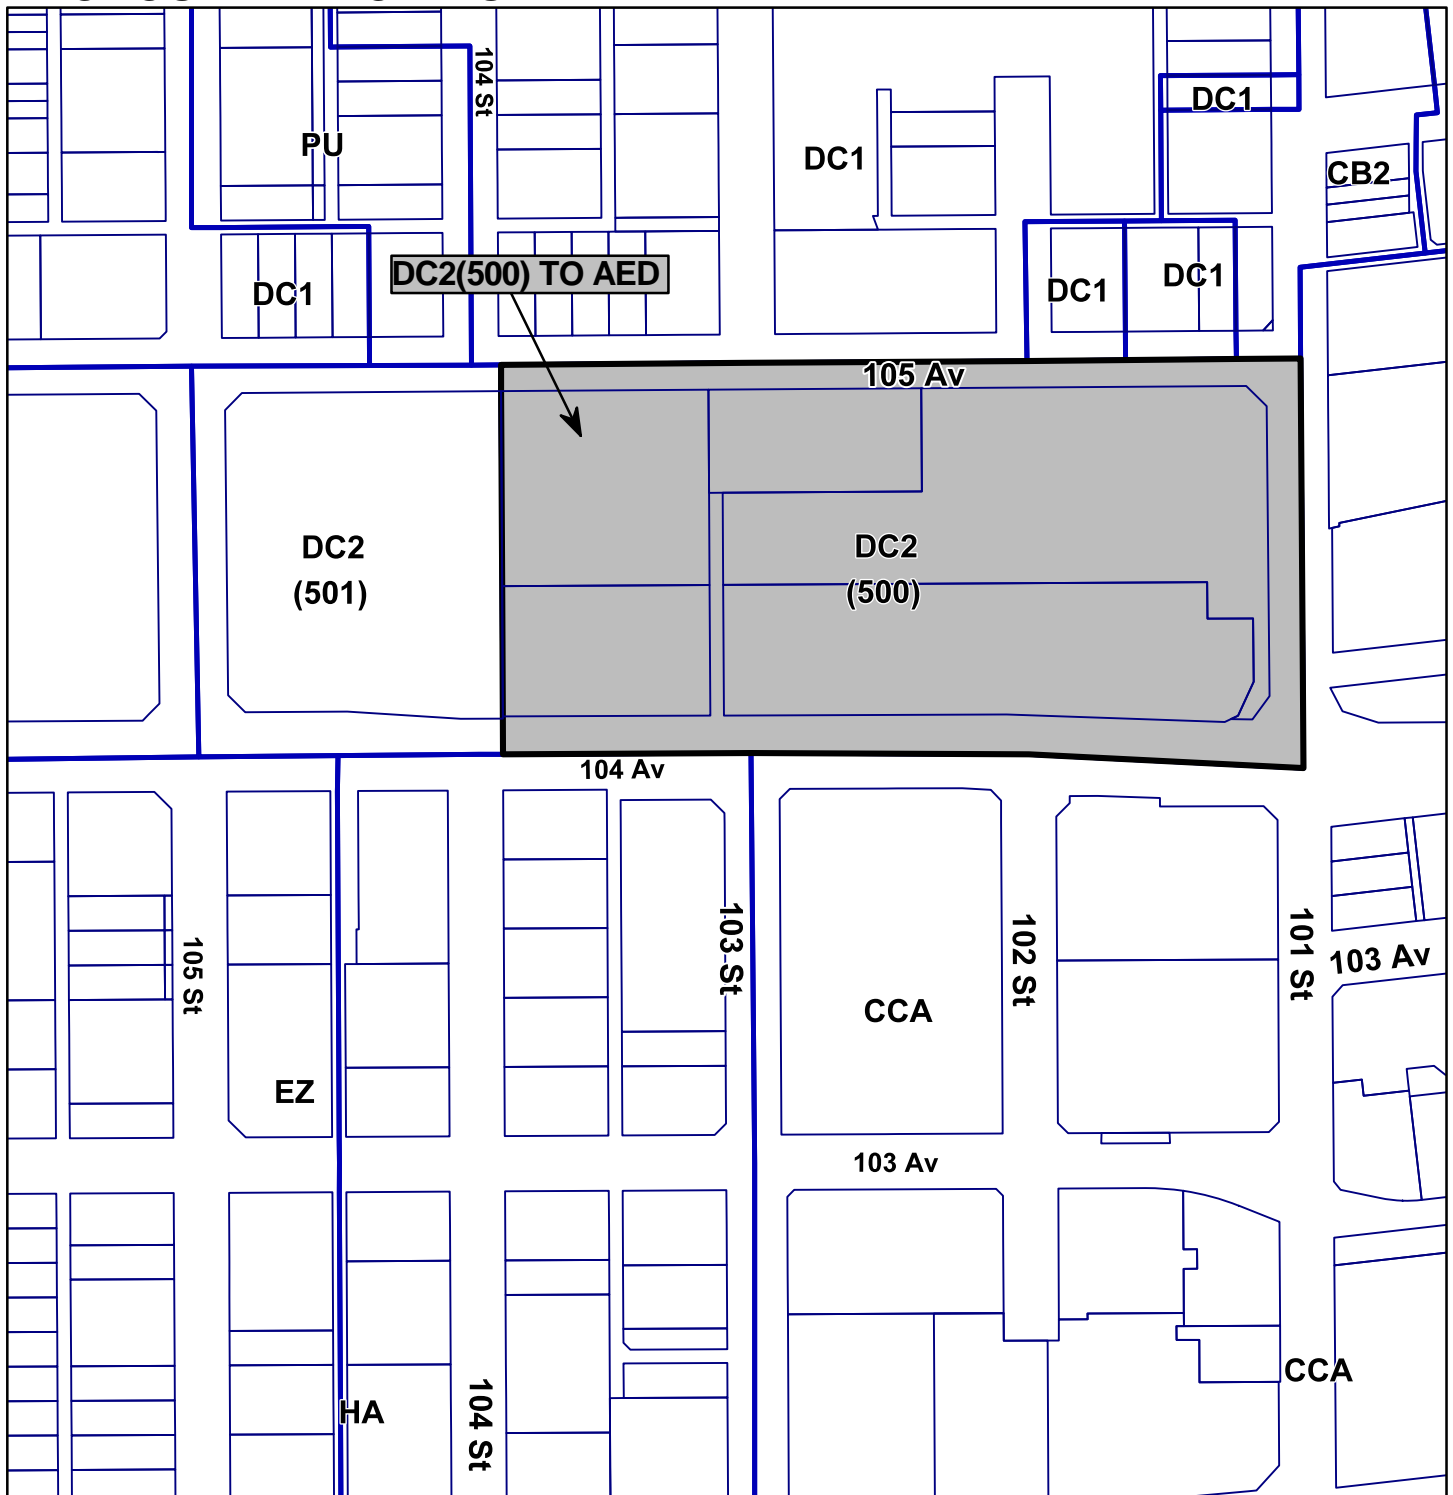 104 St
DC1
PU
DC1
CB2
DC2(500) TO AED
DC1
DC1
DC1
105 Av
DC2
(501)
DC2
(500)
104 Av
103 St
102 St
101 St
105 St
103 Av
CCA
EZ
103 Av
CCA
HA
104 St